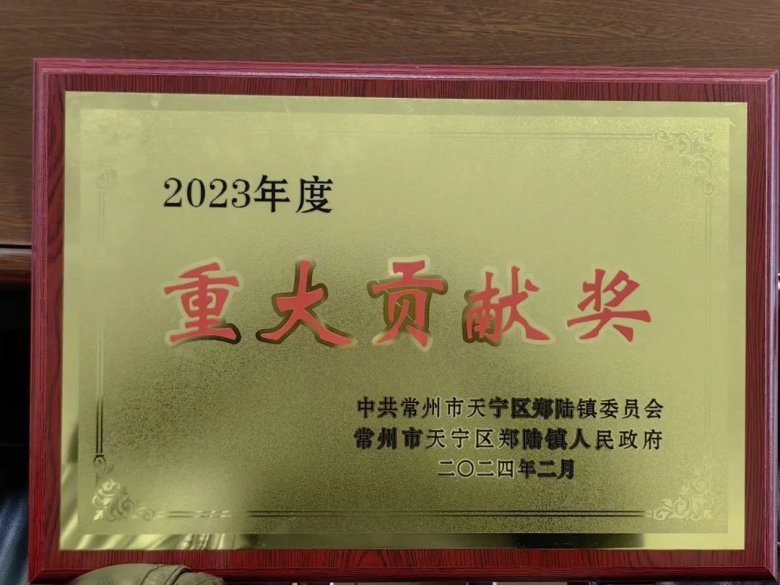 2023年度
重大贡献奖
中共常州市天宁区郑陆镇委员会
常州市天宁区郑陆镇人民政府
二〇二四年二月